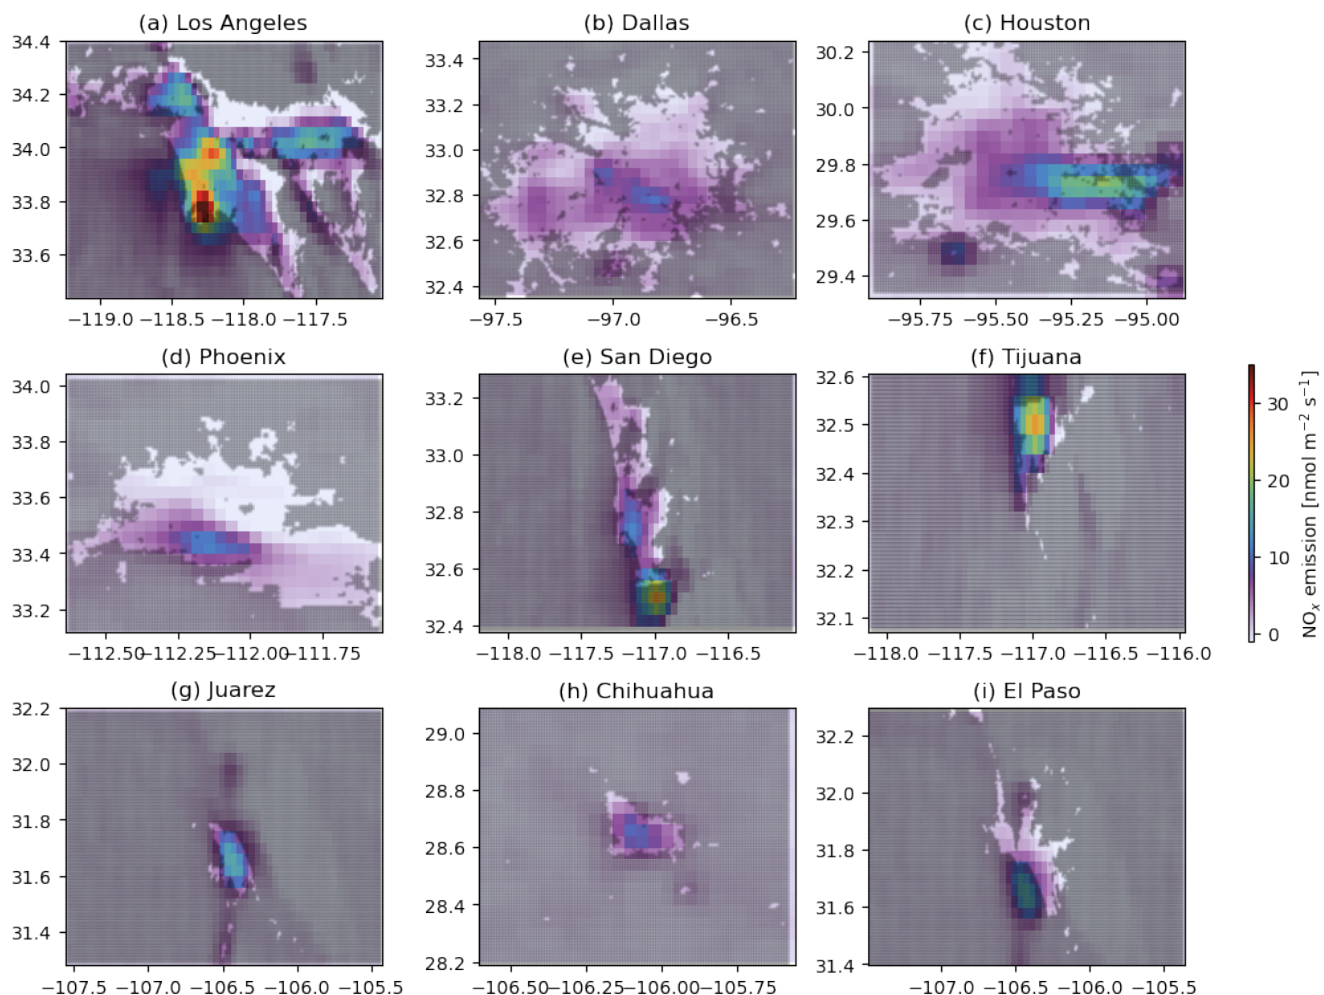 (a) Los Angeles
(b) Dallas
(c) Houston
34.4
34.2
34.0
33.8
33.6
−119.0 −118.5 −118.0 −117.5
33.4
33.2
33.0
32.8
32.6
32.4
−97.5 −97.0 −96.5
30.2
30.0
29.8
29.6
29.4
−95.75 −95.50 −95.25 −95.00
(d) Phoenix
(e) San Diego
(f) Tijuana
34.0
33.8
33.6
33.4
33.2
−112.50 −112.25 −112.00 −111.75
33.2
33.0
32.8
32.6
32.4
−118.0 −117.5 −117.0 −116.5
32.6
32.5
32.4
32.3
32.2
32.1
−118.0 −117.5 −117.0 −116.5 −116.0
30
20
10
0
NOₓ emission [nmol m⁻² s⁻¹]
(g) Juarez
(h) Chihuahua
(i) El Paso
32.2
32.0
31.8
31.6
31.4
−107.5 −107.0 −106.5 −106.0 −105.5
29.0
28.8
28.6
28.4
28.2
−106.50 −106.25 −106.00 −105.75
32.2
32.0
31.8
31.6
31.4
−107.0 −106.5 −106.0 −105.5